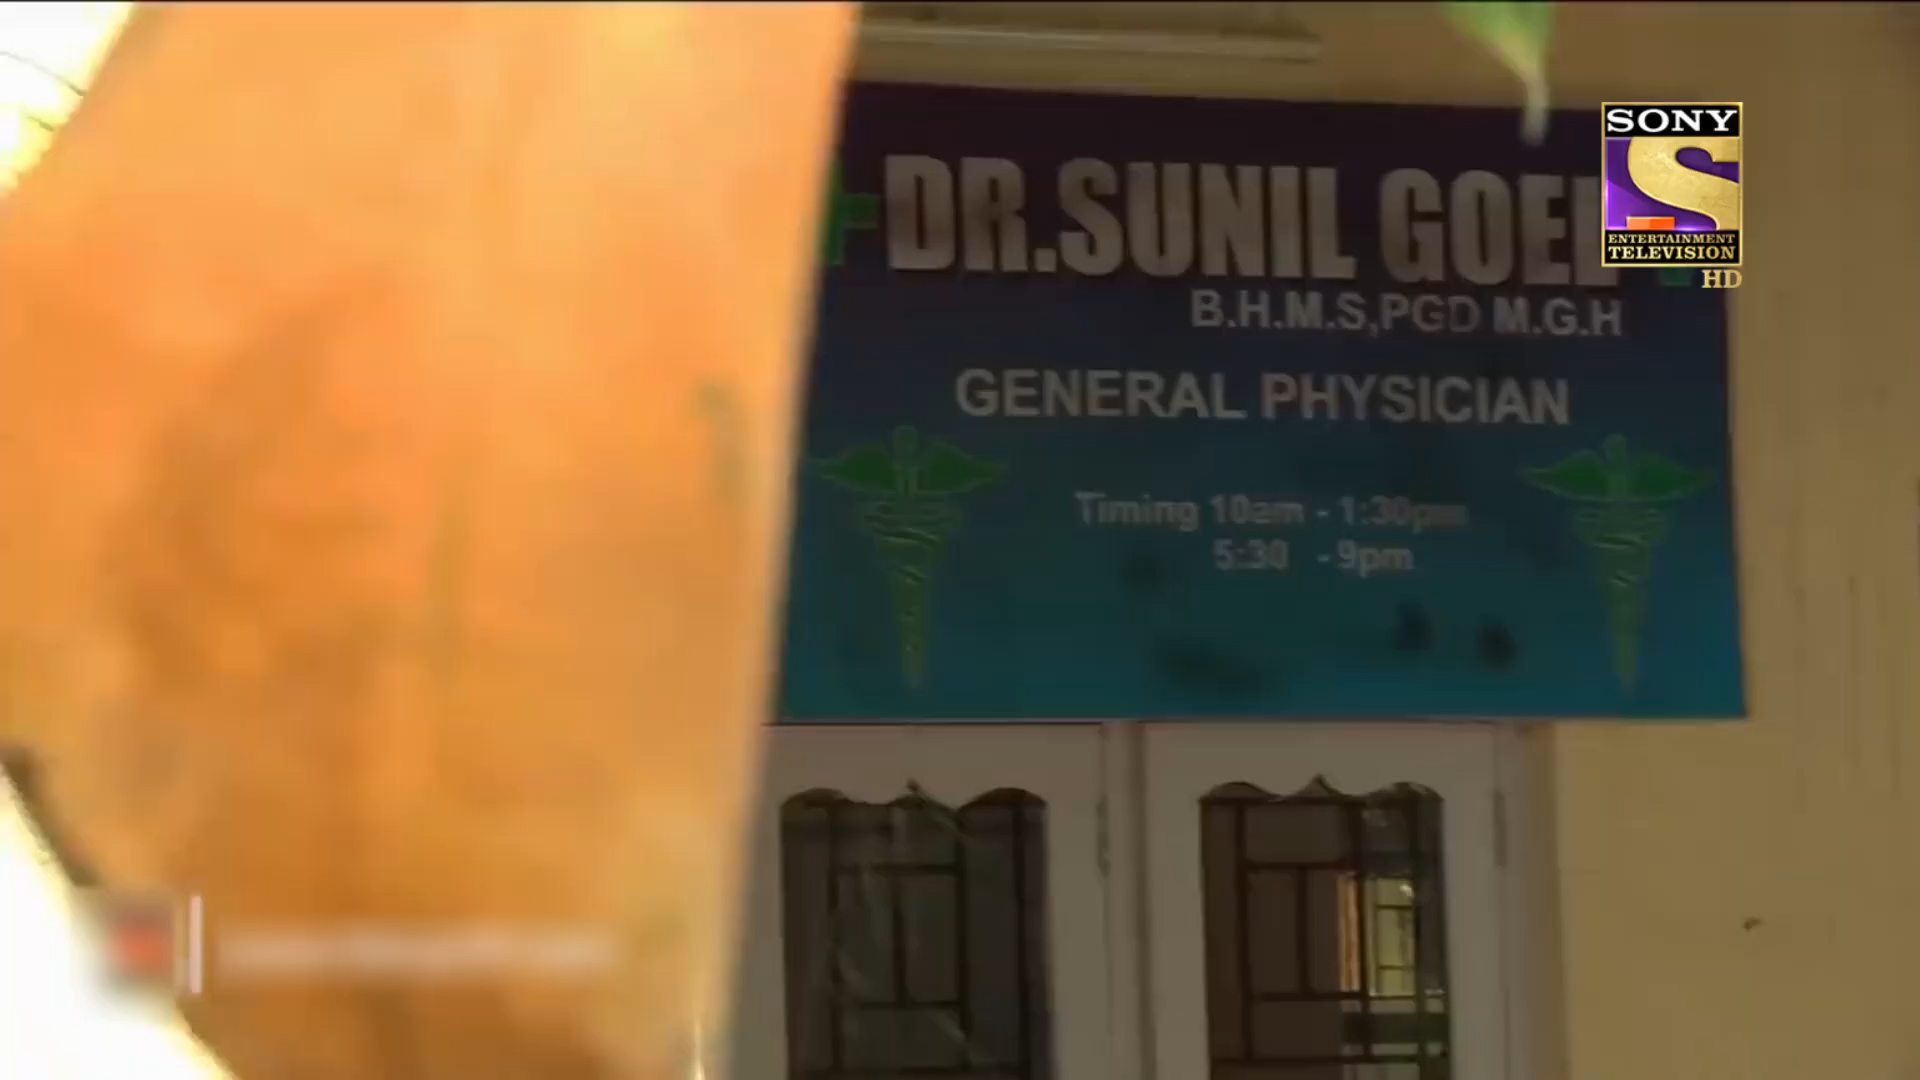 DR.SUNIL GOEL
B.H.M.S,PGD M.G.H
GENERAL PHYSICIAN
Timing 10am - 1:30pm
5:30 - 9pm
SONY
ENTERTAINMENT
TELEVISION
HD